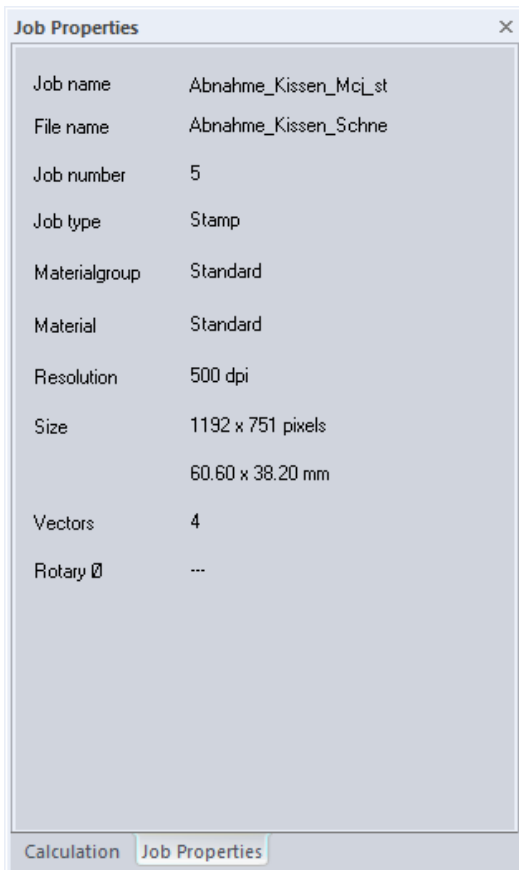 Job Properties
Job name Abnahme_Kissen_Mcj_st
File name Abnahme_Kissen_Schne
Job number 5
Job type Stamp
Materialgroup Standard
Material Standard
Resolution 500 dpi
Size 1192 x 751 pixels
60.60 x 38.20 mm
Vectors 4
Rotary Ø ---
Calculation Job Properties